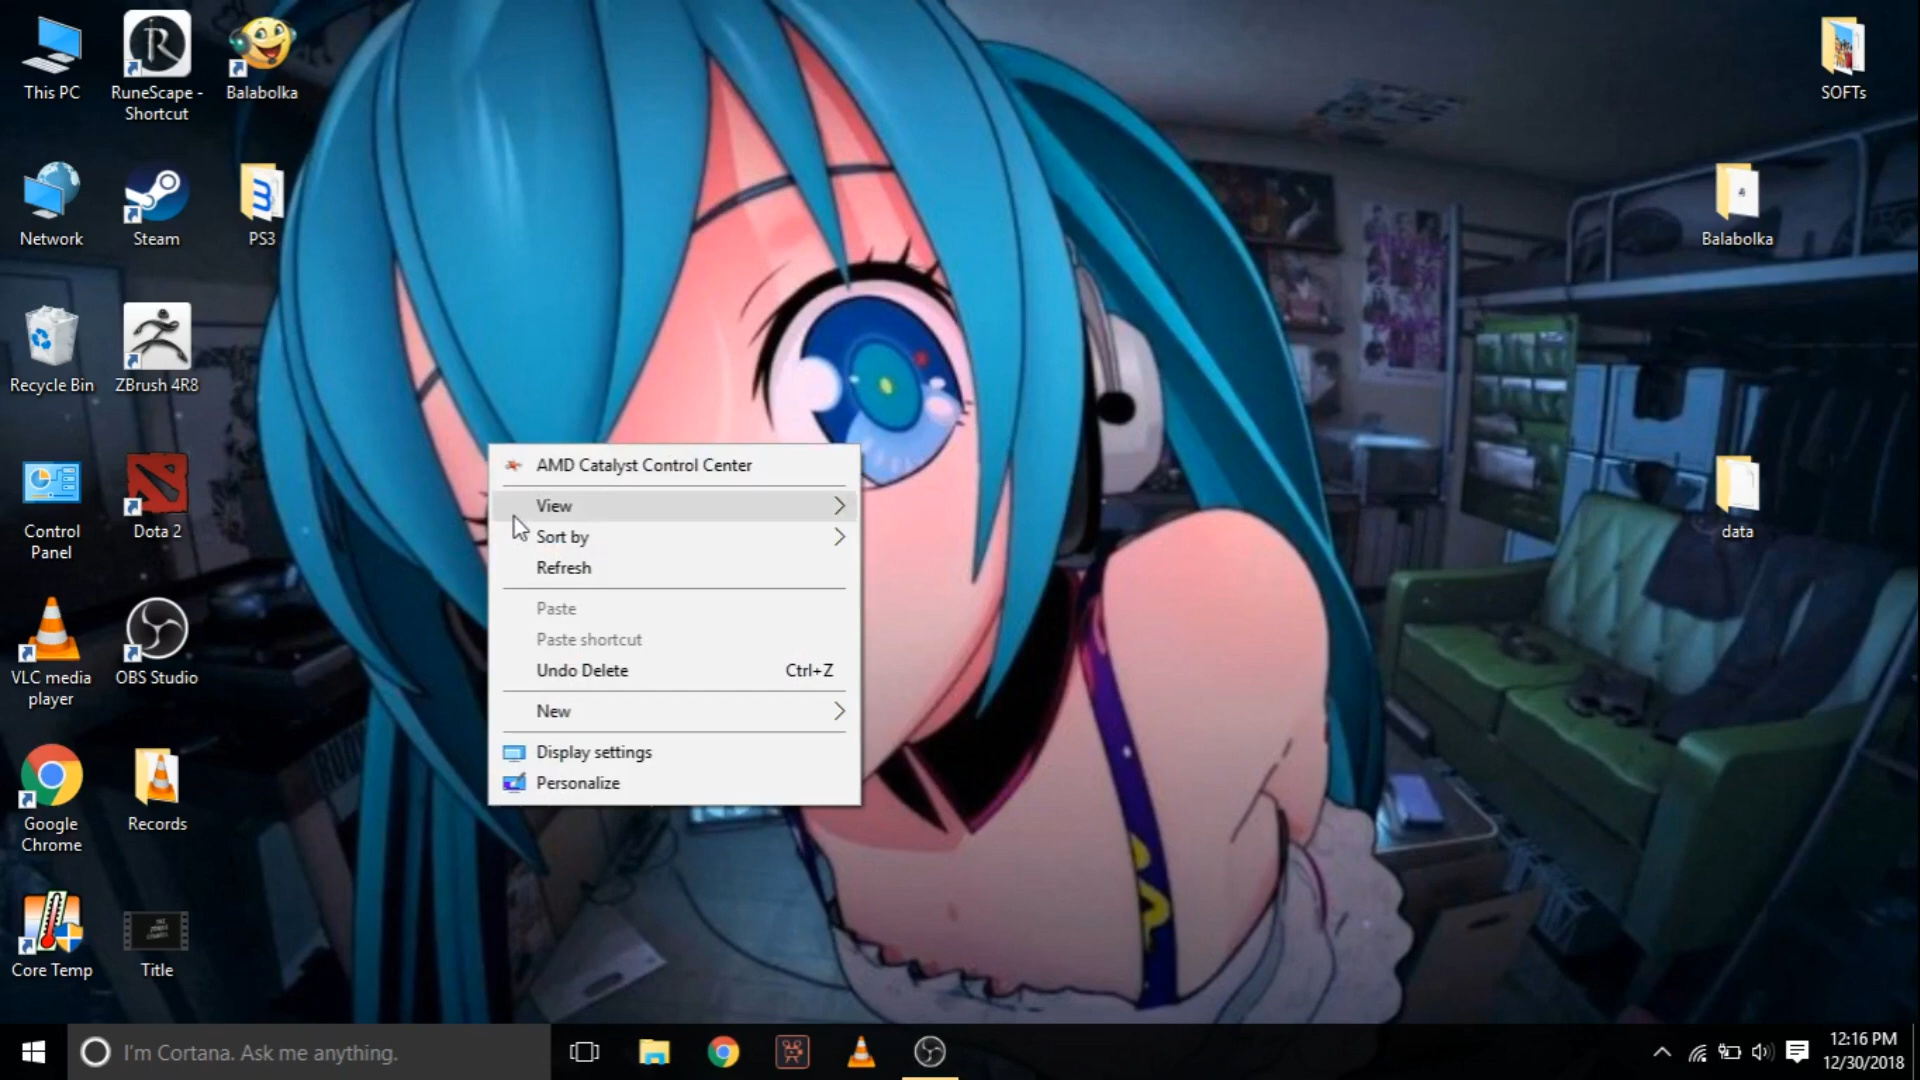 This PC
RuneScape -
Shortcut
Balabolka
SOFTs
Network
Steam
PS3
Balabolka
Recycle Bin
ZBrush 4R8
Control
Panel
Dota 2
data
VLC media
player
OBS Studio
Google
Chrome
Records
Core Temp
Title
AMD Catalyst Control Center
View
Sort by
Refresh
Paste
Paste shortcut
Undo Delete Ctrl+Z
New
Display settings
Personalize
I'm Cortana. Ask me anything.
12:16 PM
12/30/2018